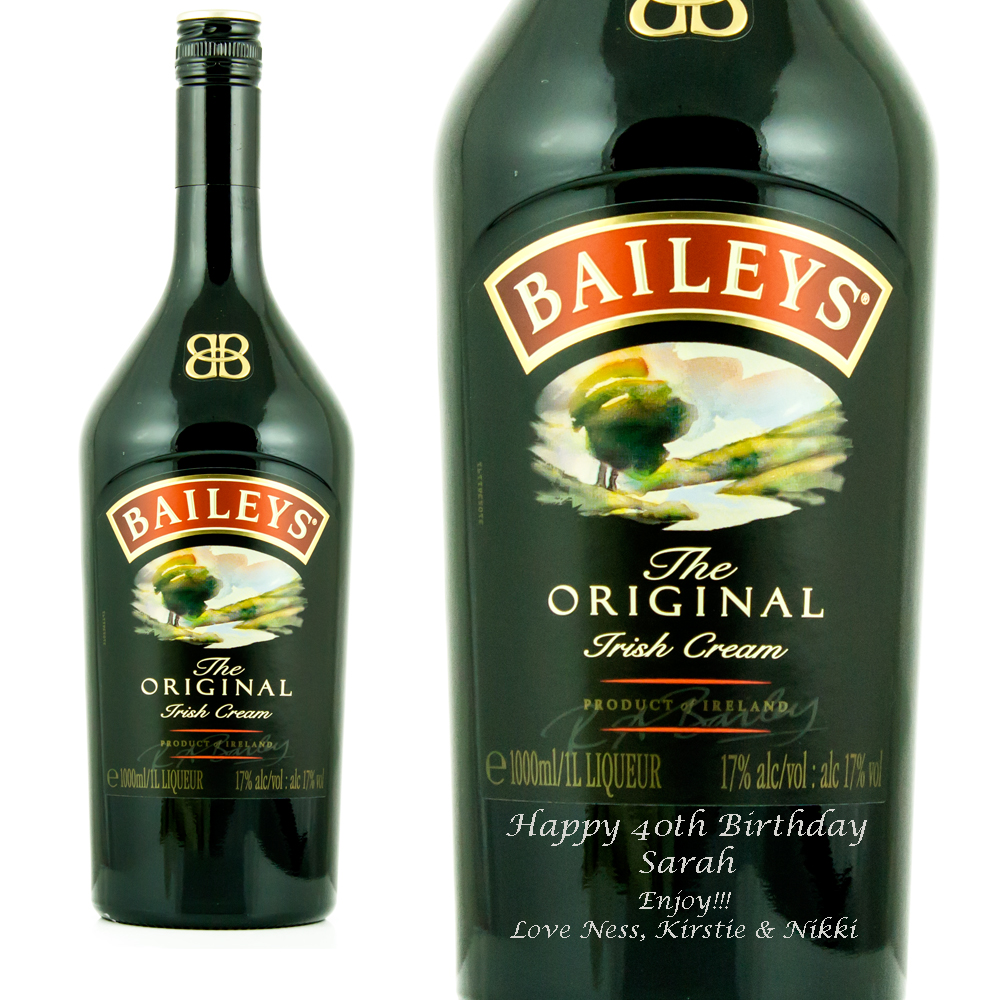 BAILEYS®
The
ORIGINAL
Irish Cream
PRODUCT of IRELAND
e 1000ml/1L LIQUEUR 17% alc/vol : alc 17% vol
BB
BAILEYS®
The
ORIGINAL
Irish Cream
PRODUCT of IRELAND
R A Bailey
e 1000ml/1L LIQUEUR 17% alc/vol : alc 17% vol
Happy 40th Birthday
Sarah
Enjoy!!!
Love Ness, Kirstie & Nikki